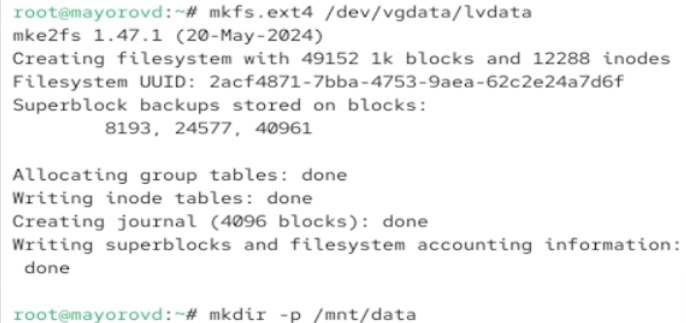 root@mayorovd:~# mkfs.ext4 /dev/vgdata/lvdata
mke2fs 1.47.1 (20-May-2024)
Creating filesystem with 49152 1k blocks and 12288 inodes
Filesystem UUID: 2acf4871-7bba-4753-9aea-62c2e24a7d6f
Superblock backups stored on blocks:
8193, 24577, 40961
Allocating group tables: done
Writing inode tables: done
Creating journal (4096 blocks): done
Writing superblocks and filesystem accounting information:
done
root@mayorovd:~# mkdir -p /mnt/data